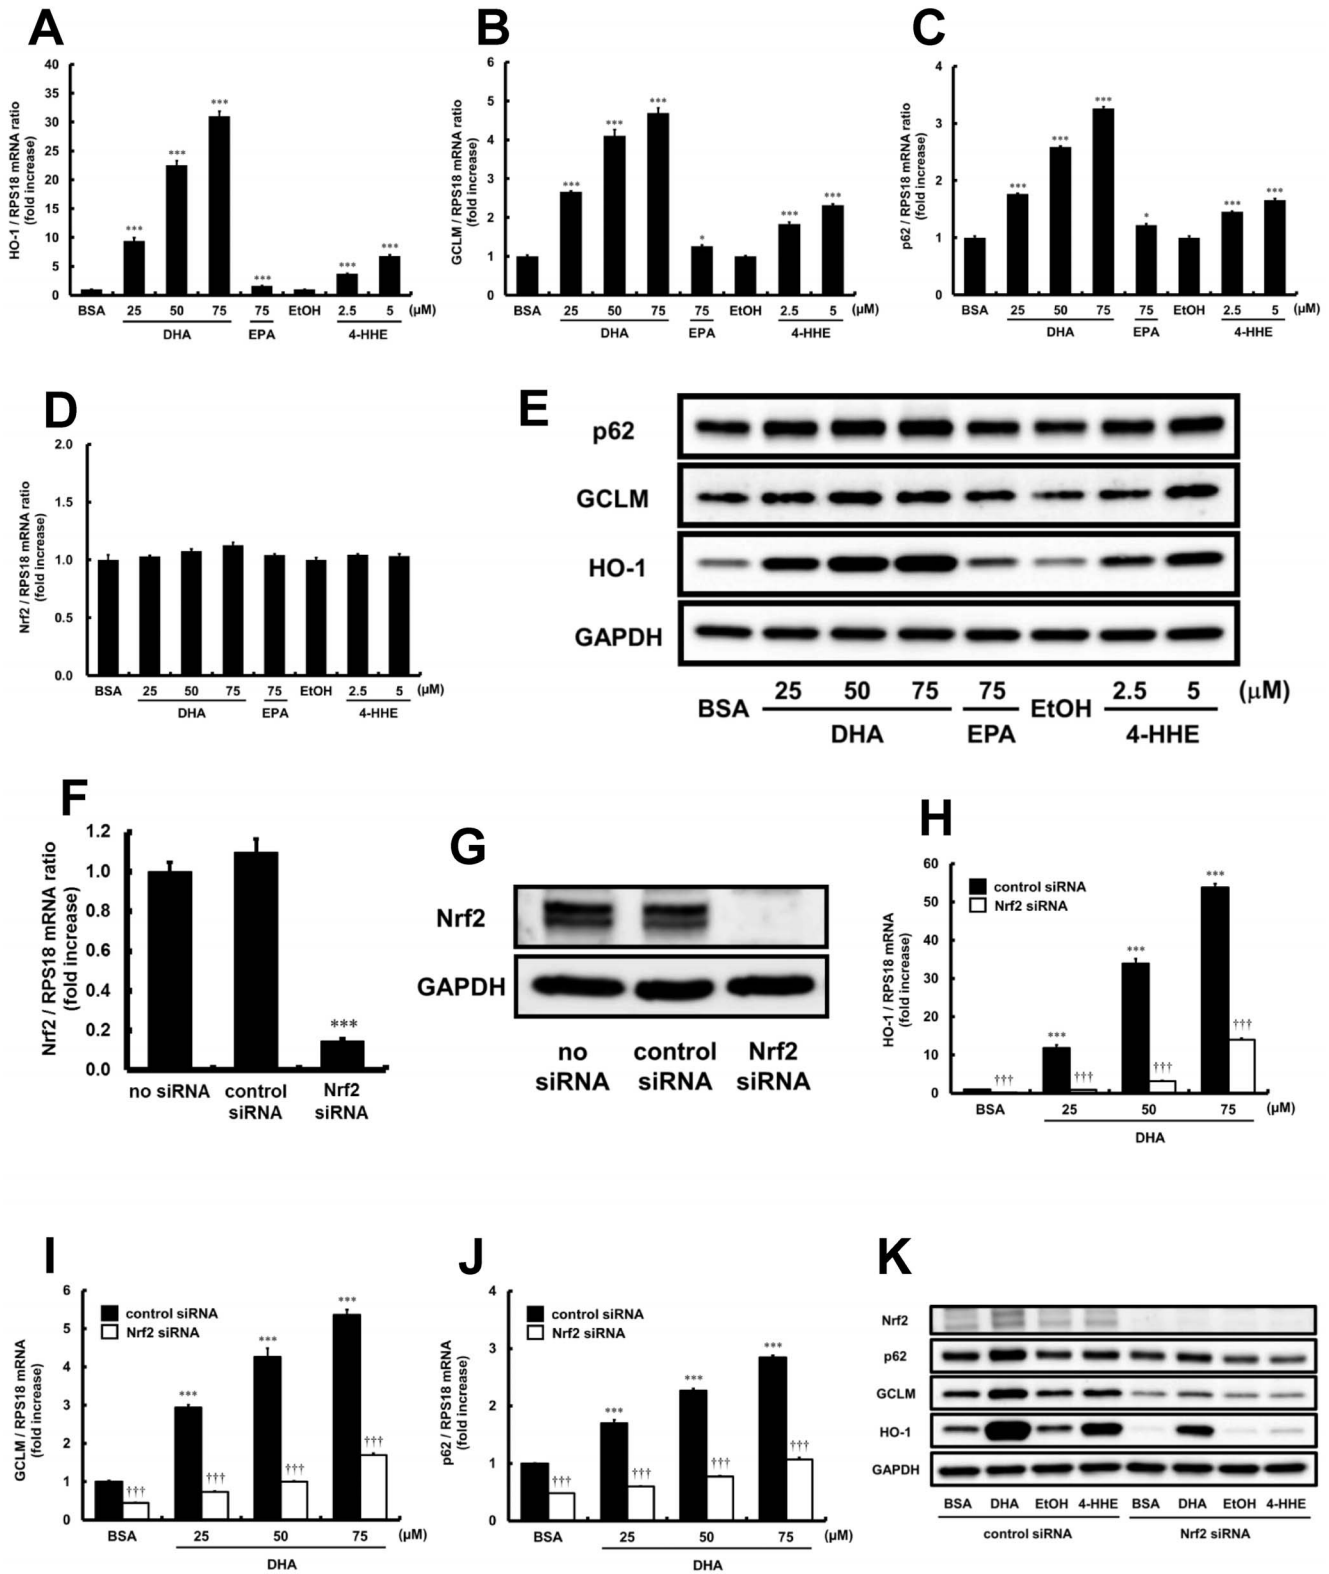 A
HO-1 / RPS18 mRNA ratio
(fold increase)
40
35
30
25
20
15
10
5
0
***
***
***
***
***
***
BSA 25 50 75 75 EtOH 2.5 5 (μM)
DHA EPA 4-HHE
B
GCLM / RPS18 mRNA ratio
(fold increase)
6
5
4
3
2
1
0
***
***
***
*
***
***
BSA 25 50 75 75 EtOH 2.5 5 (μM)
DHA EPA 4-HHE
C
p62 / RPS18 mRNA ratio
(fold increase)
4
3
2
1
0
***
***
***
*
***
***
BSA 25 50 75 75 EtOH 2.5 5 (μM)
DHA EPA 4-HHE
D
Nrf2 / RPS18 mRNA ratio
(fold increase)
2.0
1.5
1.0
0.5
0.0
BSA 25 50 75 75 EtOH 2.5 5 (μM)
DHA EPA 4-HHE
E
p62
GCLM
HO-1
GAPDH
BSA 25 50 75 75 EtOH 2.5 5 (μM)
DHA EPA 4-HHE
F
Nrf2 / RPS18 mRNA ratio
(fold increase)
1.2
1.0
0.8
0.6
0.4
0.2
0.0
***
no siRNA control Nrf2
siRNA siRNA
G
Nrf2
GAPDH
no control Nrf2
siRNA siRNA siRNA
H
HO-1 / RPS18 mRNA
(fold increase)
60
50
40
30
20
10
0
control siRNA
Nrf2 siRNA
†††
***
†††
***
†††
***
†††
BSA 25 50 75 (μM)
DHA
I
GCLM / RPS18 mRNA
(fold increase)
6
5
4
3
2
1
0
control siRNA
Nrf2 siRNA
†††
***
†††
***
†††
***
†††
BSA 25 50 75 (μM)
DHA
J
p62 / RPS18 mRNA
(fold increase)
4
3
2
1
0
control siRNA
Nrf2 siRNA
†††
***
†††
***
†††
***
†††
BSA 25 50 75 (μM)
DHA
K
Nrf2
p62
GCLM
HO-1
GAPDH
BSA DHA EtOH 4-HHE BSA DHA EtOH 4-HHE
control siRNA Nrf2 siRNA